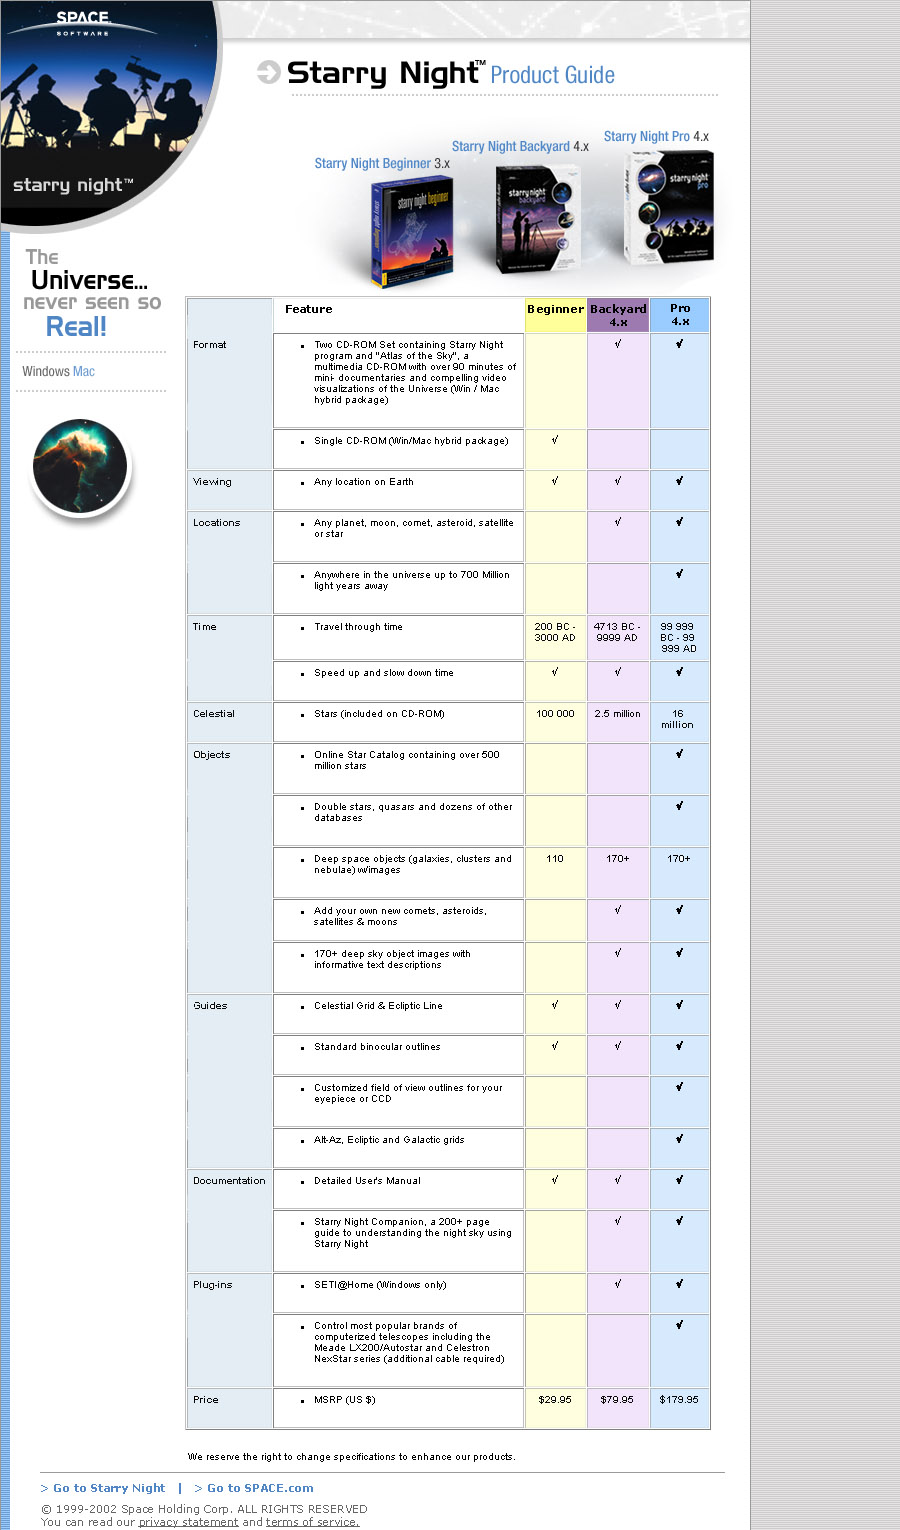 SPACE
SOFTWARE
starry night™
Starry Night™ Product Guide
Starry Night Beginner 3.x
Starry Night Backyard 4.x
Starry Night Pro 4.x
starry night beginner
starry night beginner
starry night
backyard
starry night
pro
The
Universe...
never seen so
Real!
Windows Mac
Feature
Beginner
Backyard
4.x
Pro
4.x
Format
• Two CD-ROM Set containing Starry Night
program and "Atlas of the Sky", a
multimedia CD-ROM with over 90 minutes of
mini- documentaries and compelling video
visualizations of the Universe (Win / Mac
hybrid package)
√ √
• Single CD-ROM (Win/Mac hybrid package)
√
Viewing
• Any location on Earth
√ √ √
Locations
• Any planet, moon, comet, asteroid, satellite
or star
√ √
• Anywhere in the universe up to 700 Million
light years away
√
Time
• Travel through time
200 BC -
3000 AD
4713 BC -
9999 AD
99 999
BC - 99
999 AD
• Speed up and slow down time
√ √ √
Celestial
• Stars (included on CD-ROM)
100 000
2.5 million
16
million
Objects
• Online Star Catalog containing over 500
million stars
√
• Double stars, quasars and dozens of other
databases
√
• Deep space objects (galaxies, clusters and
nebulae) w/images
110
170+
170+
• Add your own new comets, asteroids,
satellites & moons
√ √
• 170+ deep sky object images with
informative text descriptions
√ √
Guides
• Celestial Grid & Ecliptic Line
√ √ √
• Standard binocular outlines
√ √ √
• Customized field of view outlines for your
eyepiece or CCD
√
• Alt-Az, Ecliptic and Galactic grids
√
Documentation
• Detailed User's Manual
√ √ √
• Starry Night Companion, a 200+ page
guide to understanding the night sky using
Starry Night
√ √
Plug-ins
• SETI@Home (Windows only)
√ √
• Control most popular brands of
computerized telescopes including the
Meade LX200/Autostar and Celestron
NexStar series (additional cable required)
√
Price
• MSRP (US $)
$29.95
$79.95
$179.95
We reserve the right to change specifications to enhance our products.
> Go to Starry Night | > Go to SPACE.com
© 1999-2002 Space Holding Corp. ALL RIGHTS RESERVED
You can read our privacy statement and terms of service.